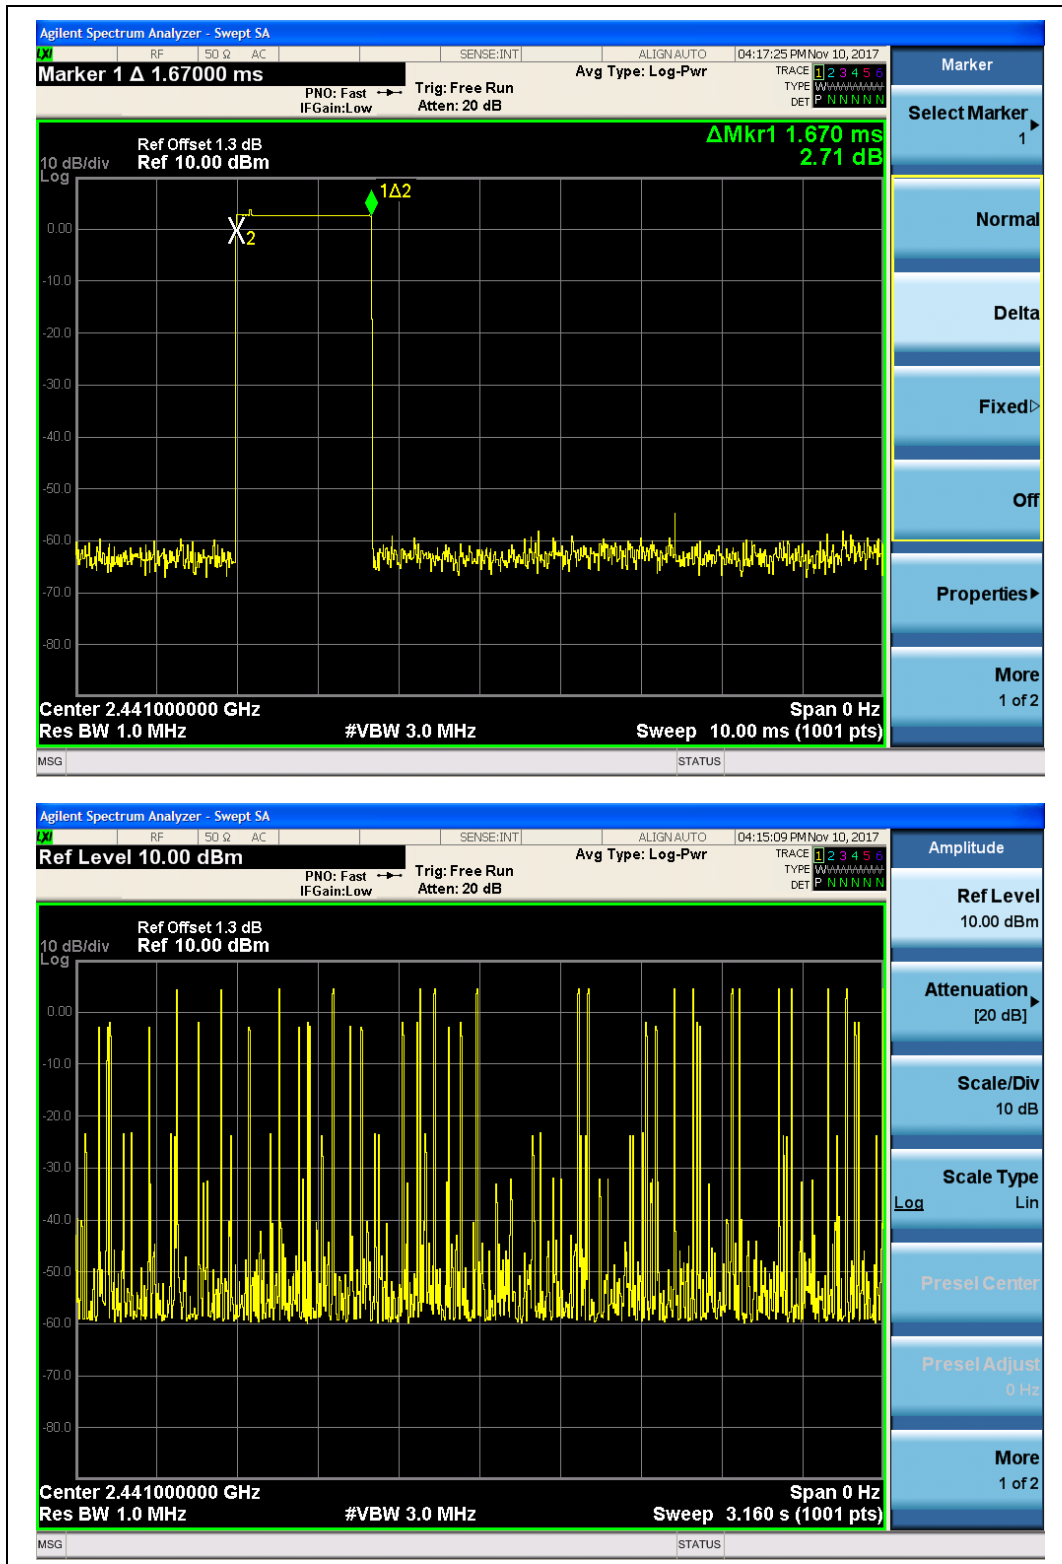 Agilent Spectrum Analyzer - Swept SA
LXI RF 50 Ω AC SENSE:INT ALIGN AUTO 04:17:25 PM Nov 10, 2017
Marker 1 Δ 1.67000 ms
PNO: Fast
IFGain:Low
Trig: Free Run
Atten: 20 dB
Avg Type: Log-Pwr
TRACE 1 2 3 4 5 6
TYPE WWWWWWW
DET P N N N N N
ΔMkr1 1.670 ms
2.71 dB
Ref Offset 1.3 dB
10 dB/div Ref 10.00 dBm
Log
1Δ2
X2
0.00
-10.0
-20.0
-30.0
-40.0
-50.0
-60.0
-70.0
-80.0
Center 2.441000000 GHz Span 0 Hz
Res BW 1.0 MHz #VBW 3.0 MHz Sweep 10.00 ms (1001 pts)
MSG STATUS
Marker
Select Marker
1
Normal
Delta
Fixed
Off
Properties
More
1 of 2
Agilent Spectrum Analyzer - Swept SA
LXI RF 50 Ω AC SENSE:INT ALIGN AUTO 04:15:09 PM Nov 10, 2017
Ref Level 10.00 dBm
PNO: Fast
IFGain:Low
Trig: Free Run
Atten: 20 dB
Avg Type: Log-Pwr
TRACE 1 2 3 4 5 6
TYPE WWWWWWW
DET P N N N N N
Ref Offset 1.3 dB
10 dB/div Ref 10.00 dBm
Log
0.00
-10.0
-20.0
-30.0
-40.0
-50.0
-60.0
-70.0
-80.0
Center 2.441000000 GHz Span 0 Hz
Res BW 1.0 MHz #VBW 3.0 MHz Sweep 3.160 s (1001 pts)
MSG STATUS
Amplitude
Ref Level
10.00 dBm
Attenuation
[20 dB]
Scale/Div
10 dB
Scale Type
Log Lin
Presel Center
Presel Adjust
0 Hz
More
1 of 2